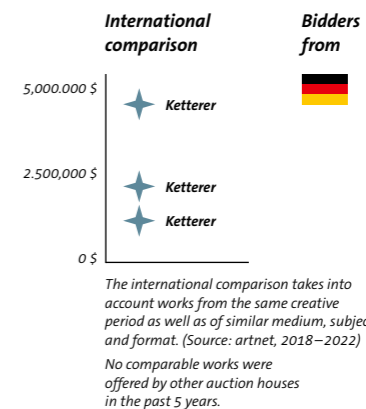 International
comparison
Bidders
from
5,000.000 $
Ketterer
2.500,000 $
Ketterer
Ketterer
0 $
The international comparison takes into
account works from the same creative
period as well as of similar medium, subjec
and format. (Source: artnet, 2018–2022)
No comparable works were
offered by other auction houses
in the past 5 years.